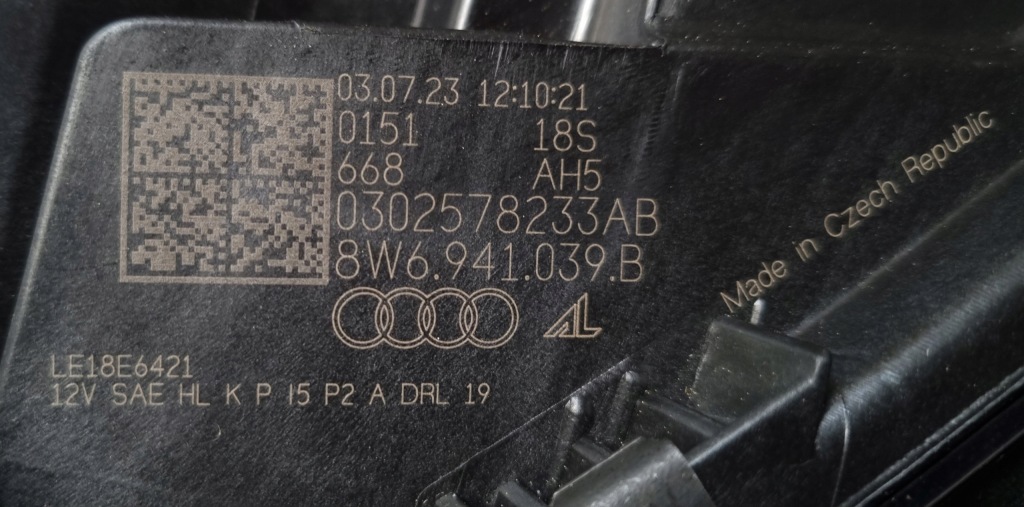 03.07.23 12:10:21
0151 18S
668 AH5
0302578233AB
8W6.941.039.B
AL
LE18E6421
12V SAE HL K P I5 P2 A DRL 19
Made in Czech Republic